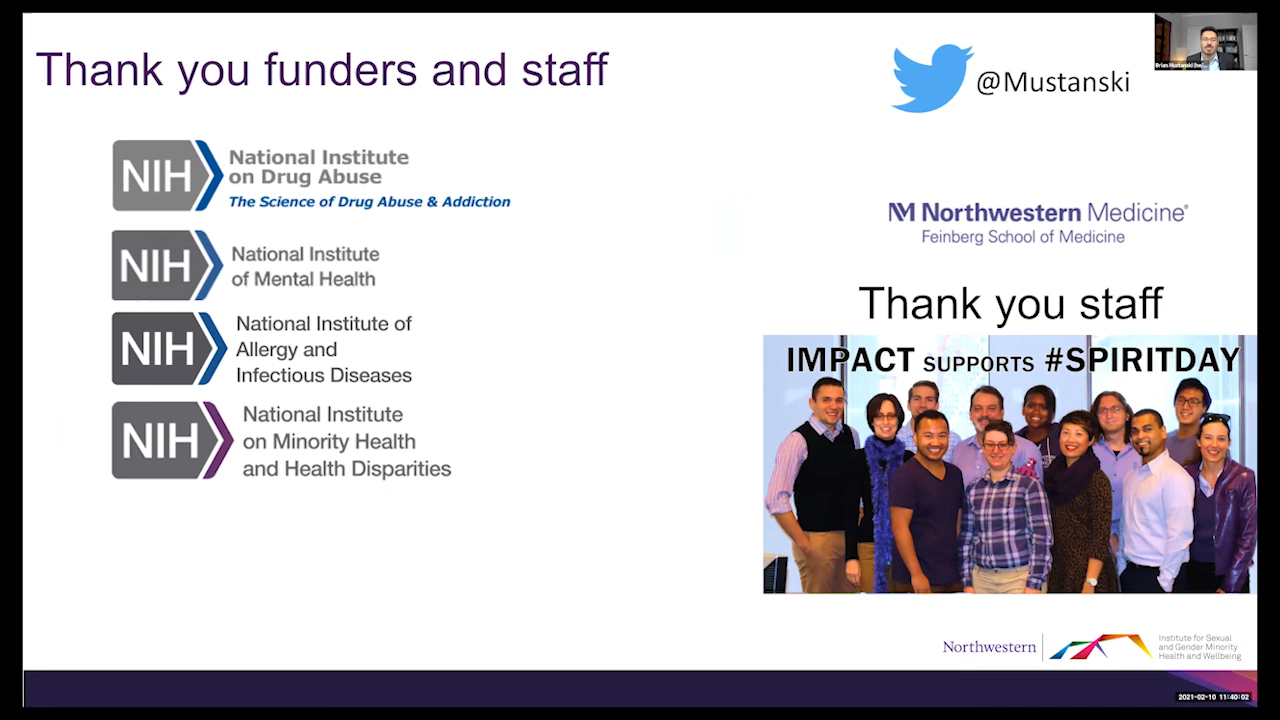 Thank you funders and staff
@Mustanski
Brian Mustanski
NIH
National Institute
on Drug Abuse
The Science of Drug Abuse & Addiction
NIH
National Institute
of Mental Health
NIH
National Institute of
Allergy and
Infectious Diseases
NIH
National Institute
on Minority Health
and Health Disparities
NM Northwestern Medicine®
Feinberg School of Medicine
Thank you staff
IMPACT SUPPORTS #SPIRITDAY
Northwestern
Institute for Sexual
and Gender Minority
Health and Wellbeing
2021-02-10 11:40:02